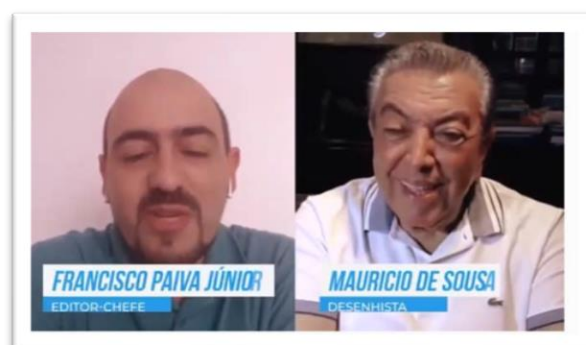 FRANCISCO PAIVA JÚNIOR
EDITOR-CHEFE
MAURICIO DE SOUSA
DESENHISTA